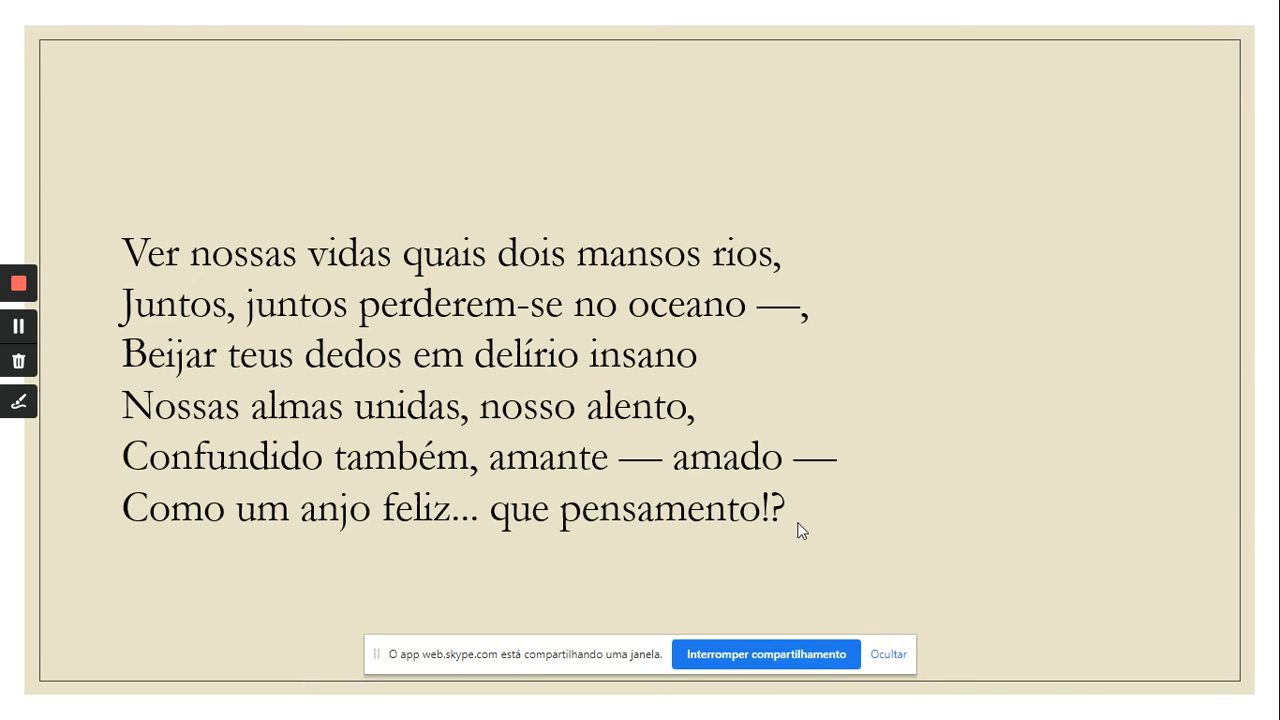 Ver nossas vidas quais dois mansos rios,
Juntos, juntos perderem-se no oceano —,
Beijar teus dedos em delírio insano
Nossas almas unidas, nosso alento,
Confundido também, amante — amado —
Como um anjo feliz... que pensamento!?
O app web.skype.com está compartilhando uma janela.
Interromper compartilhamento
Ocultar